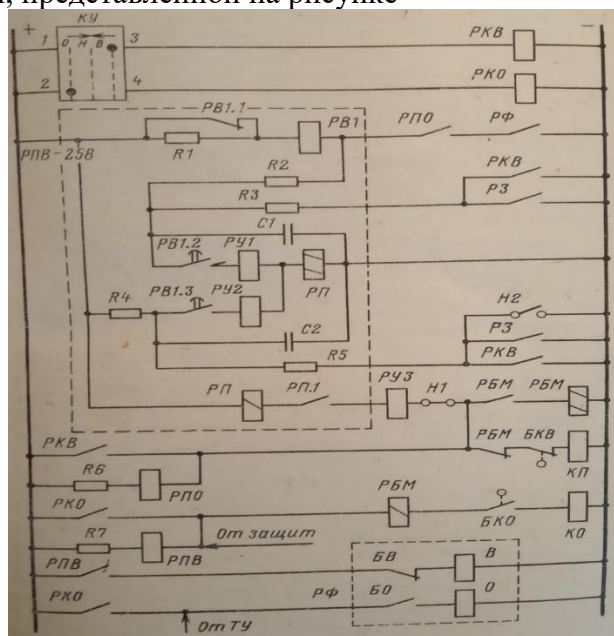 , представленной на рисунке
+ КУ −
1 О Н В 3 РКВ
2 4 РКО
РВ1.1 РВ1 РПО РФ
РПВ-258 R1
R2 РКВ
R3 РЗ
C1
РВ1.2 РУ1 РП
R4 РВ1.3 РУ2 Н2
C2 РЗ
R5 РКВ
РП РП.1 РУ3 Н1 РБМ РБМ
РКВ РБМ БКВ
R6 РПО КП
РКО РБМ
R7 РПВ От защит БКО КО
РПВ БВ В
РКО РФ БО О
От ТУ